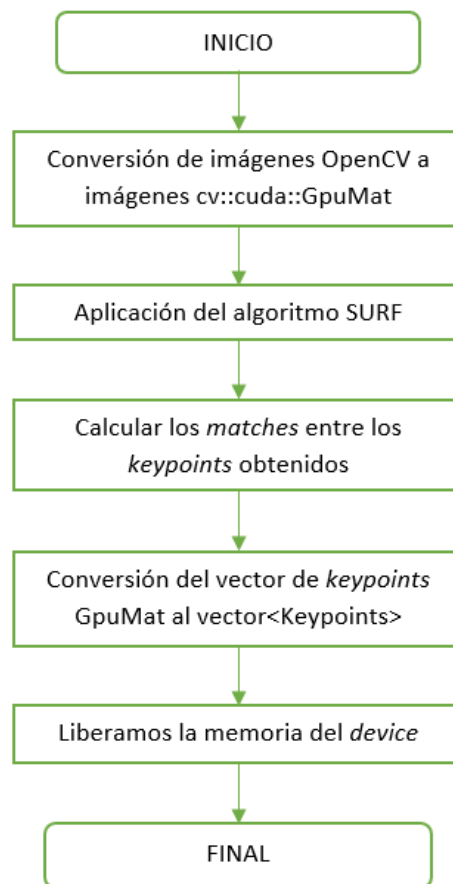 INICIO
Conversión de imágenes OpenCV a
imágenes cv::cuda::GpuMat
Aplicación del algoritmo SURF
Calcular los matches entre los
keypoints obtenidos
Conversión del vector de keypoints
GpuMat al vector<Keypoints>
Liberamos la memoria del device
FINAL